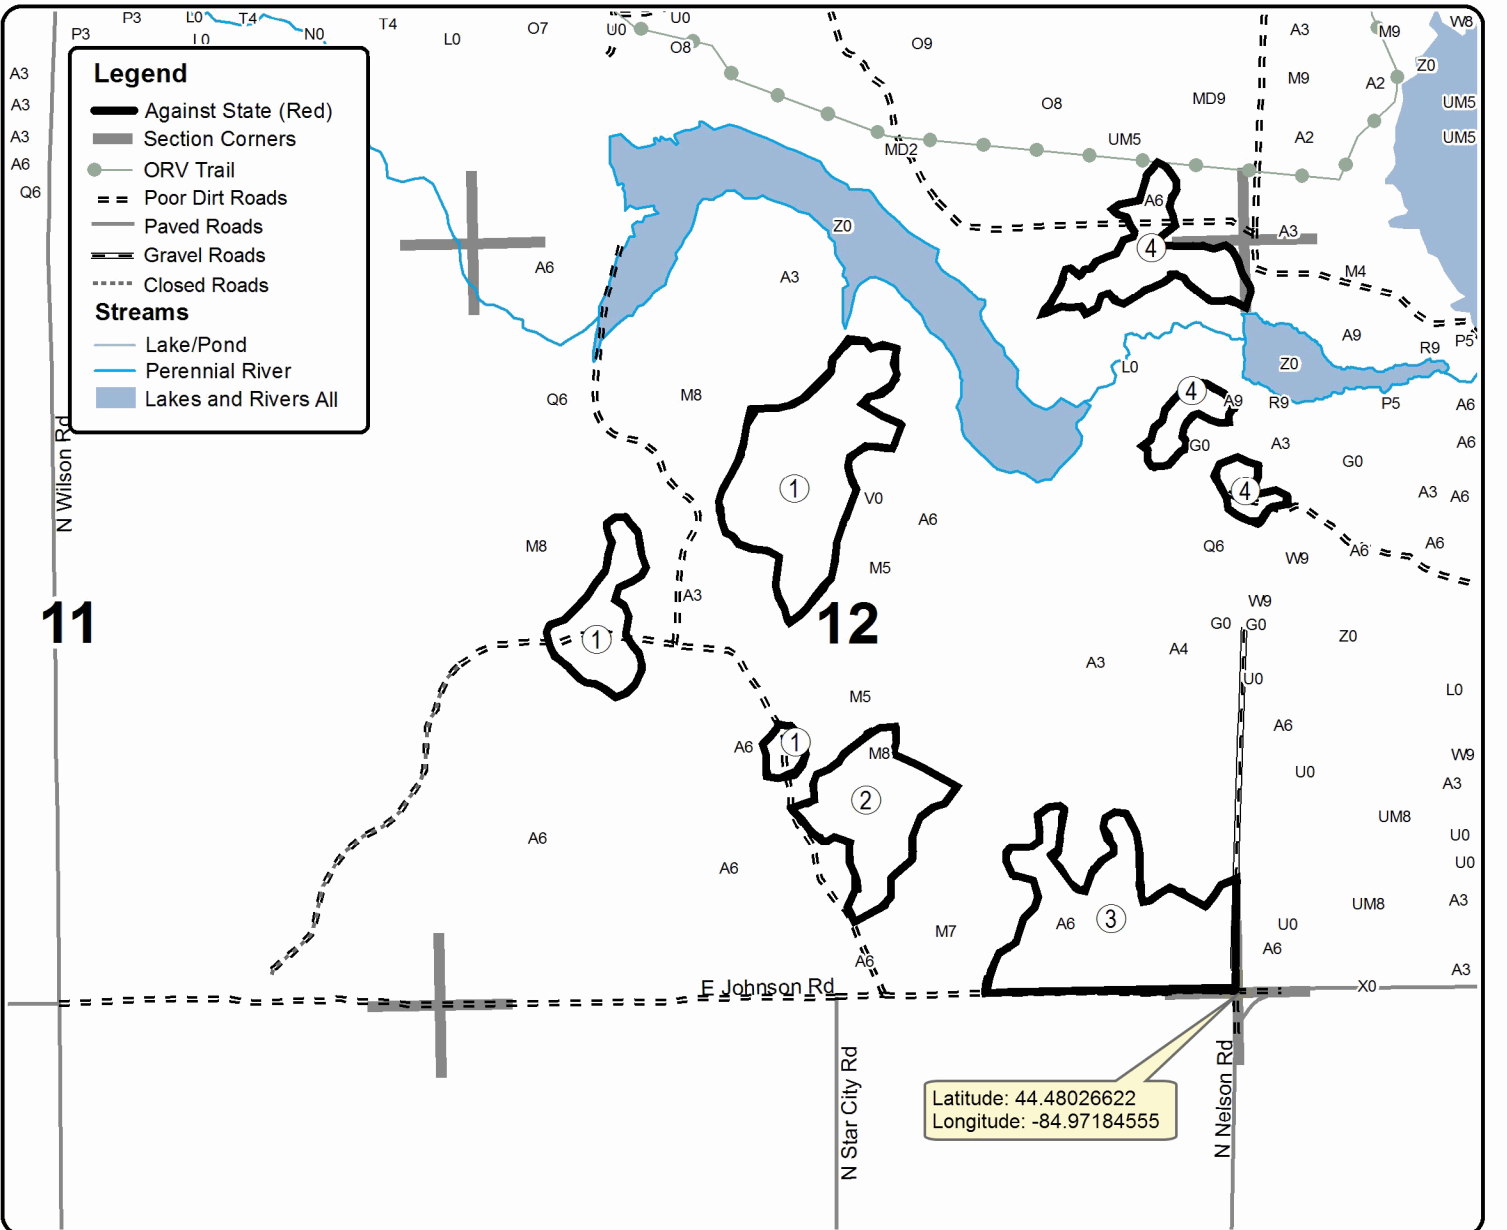 P3
L0
T4
T4
O7
U0
U0
O9
A3
M9
W8
P3
L0
N0
L0
O8
Z0
A3
A3
A3
A6
Q6
Legend
Against State (Red)
Section Corners
ORV Trail
Poor Dirt Roads
Paved Roads
Gravel Roads
Closed Roads
Streams
Lake/Pond
Perennial River
Lakes and Rivers All
M9
A2
MD9
O8
UM5
UM5
A2
UM5
MD2
A6
Z0
A3
4
A6
A3
M4
A9
R9
P5
L0
Z0
Q6
M8
4
A9
R9
P5
A6
G0
A3
A6
G0
N Wilson Rd
1
V0
4
A3
A6
A6
M8
Q6
W9
A6
A6
M5
A3
W9
11
12
G0
G0
Z0
1
A3
A4
U0
L0
M5
A6
A6
1
M8
W9
U0
A3
2
UM8
A6
U0
A6
U0
UM8
A3
A6
3
U0
M7
A6
A6
A3
E Johnson Rd
X0
N Star City Rd
N Nelson Rd
Latitude: 44.48026622
Longitude: -84.97184555